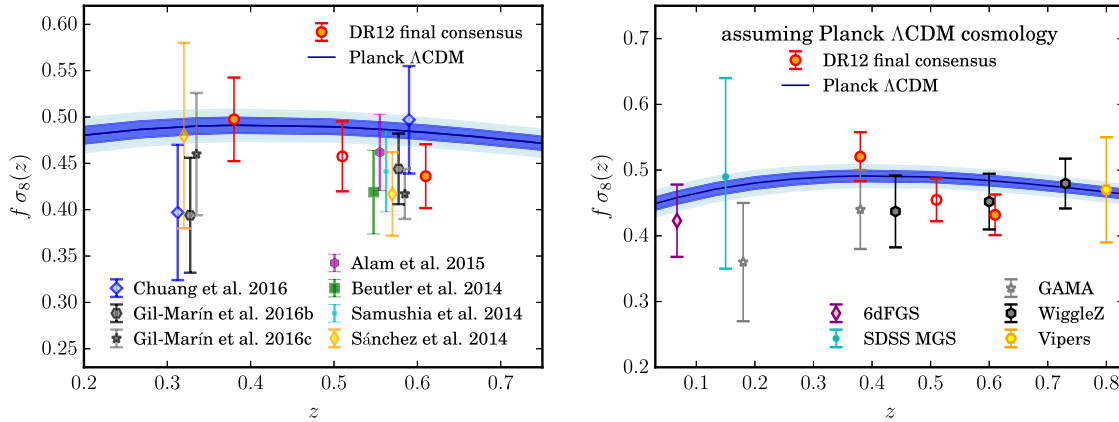 0.60
0.55
0.50
0.45
0.40
0.35
0.30
0.25
f σ₈(z)
DR12 final consensus
Planck ΛCDM
Alam et al. 2015
Chuang et al. 2016
Beutler et al. 2014
Gil-Marín et al. 2016b
Samushia et al. 2014
Gil-Marín et al. 2016c
Sánchez et al. 2014
0.2 0.3 0.4 0.5 0.6 0.7
z
0.7
0.6
0.5
0.4
0.3
0.2
f σ₈(z)
assuming Planck ΛCDM cosmology
DR12 final consensus
Planck ΛCDM
GAMA
6dFGS
WiggleZ
SDSS MGS
Vipers
0.1 0.2 0.3 0.4 0.5 0.6 0.7 0.8
z